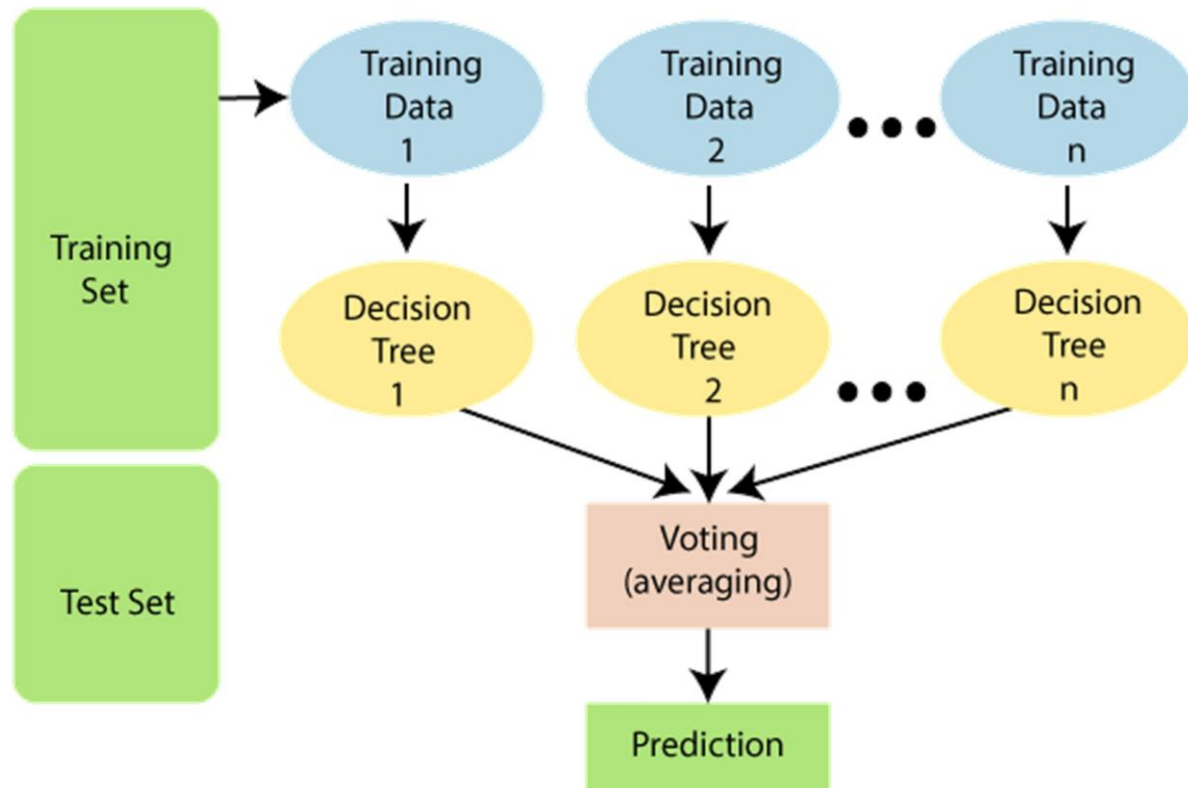 Training
Set
Test Set
Training
Data
1
Training
Data
2
Training
Data
n
Decision
Tree
1
Decision
Tree
2
Decision
Tree
n
Voting
(averaging)
Prediction